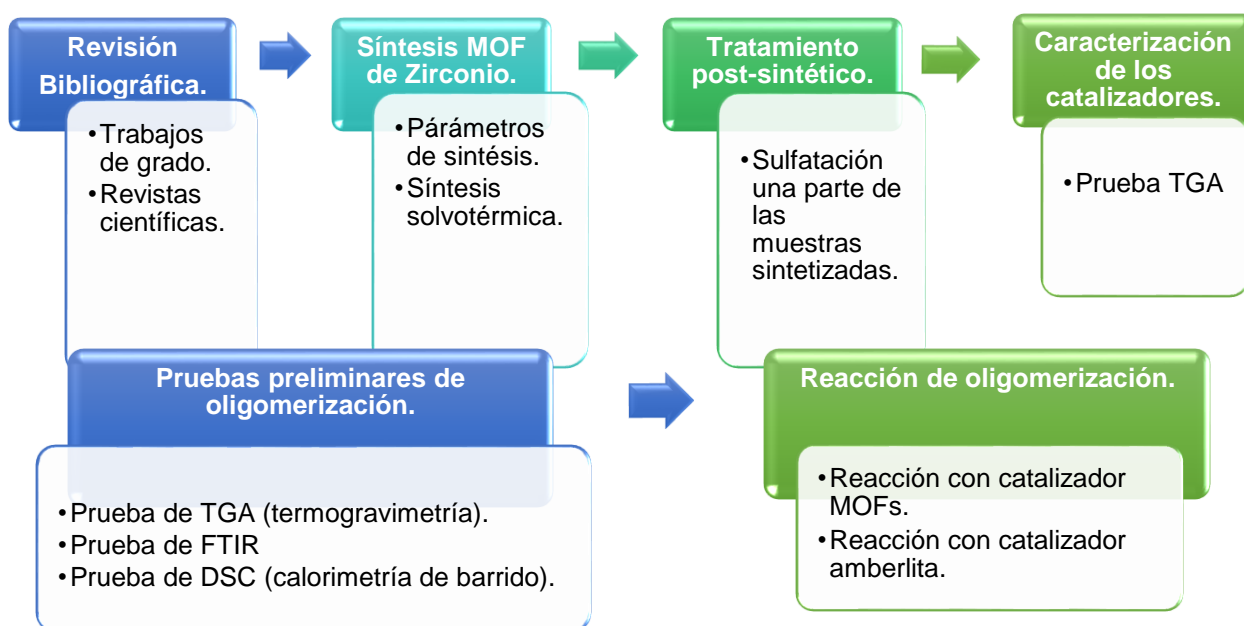 Revisión
Bibliográfica.
•Trabajos
de grado.
•Revistas
científicas.
Síntesis MOF
de Zirconio.
•Párámetros
de sintésis.
•Síntesis
solvotérmica.
Tratamiento
post-sintético.
•Sulfatación
una parte de
las
muestras
sintetizadas.
Caracterización
de los
catalizadores.
•Prueba TGA
Pruebas preliminares de
oligomerización.
•Prueba de TGA (termogravimetría).
•Prueba de FTIR
•Prueba de DSC (calorimetría de barrido).
Reacción de oligomerización.
•Reacción con catalizador
MOFs.
•Reacción con catalizador
amberlita.